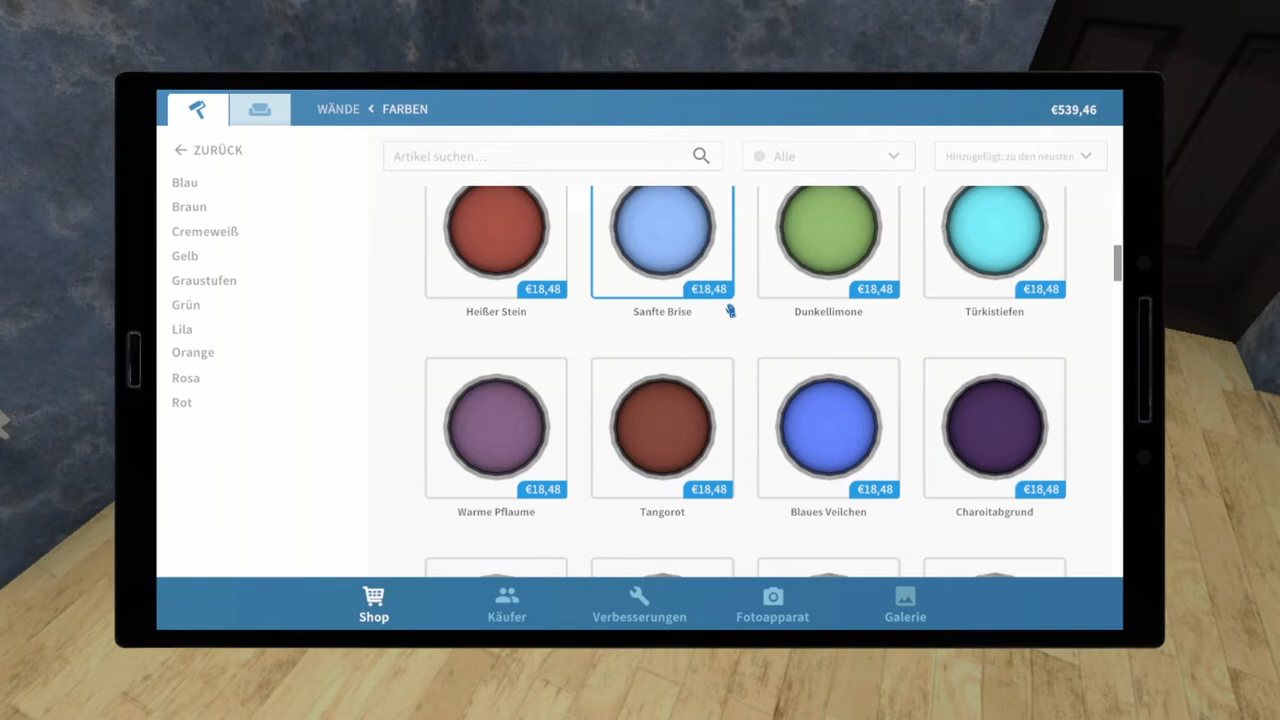 WÄNDE < FARBEN
€539,46
← ZURÜCK
Blau
Braun
Cremeweiß
Gelb
Graustufen
Grün
Lila
Orange
Rosa
Rot
Artikel suchen...
Alle
Hinzugefügt: zu den neusten
€18,48 €18,48 €18,48 €18,48
Heißer Stein Sanfte Brise Dunkellimone Türkistiefen
€18,48 €18,48 €18,48 €18,48
Warme Pflaume Tangorot Blaues Veilchen Charoitabgrund
Shop Käufer Verbesserungen Fotoapparat Galerie